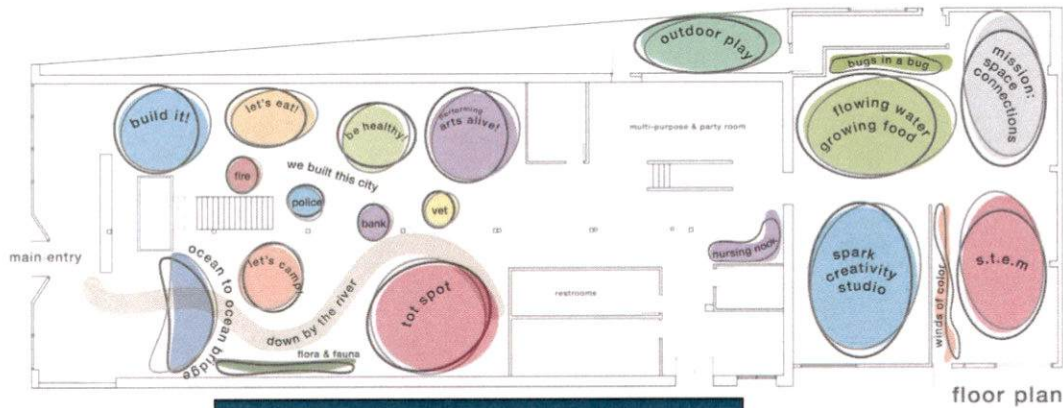 outdoor play
bugs in a bug
mission:
space
connections
build it!
let's eat!
be healthy!
performing
arts alive!
multi-purpose & party room
flowing water
growing food
fire
we built this city
police
bank
vet
nursing nook
main entry
ocean to ocean bridge
let's camp!
down by the river
tot spot
restrooms
spark
creativity
studio
winds of color
s.t.e.m
flora & fauna
floor plan